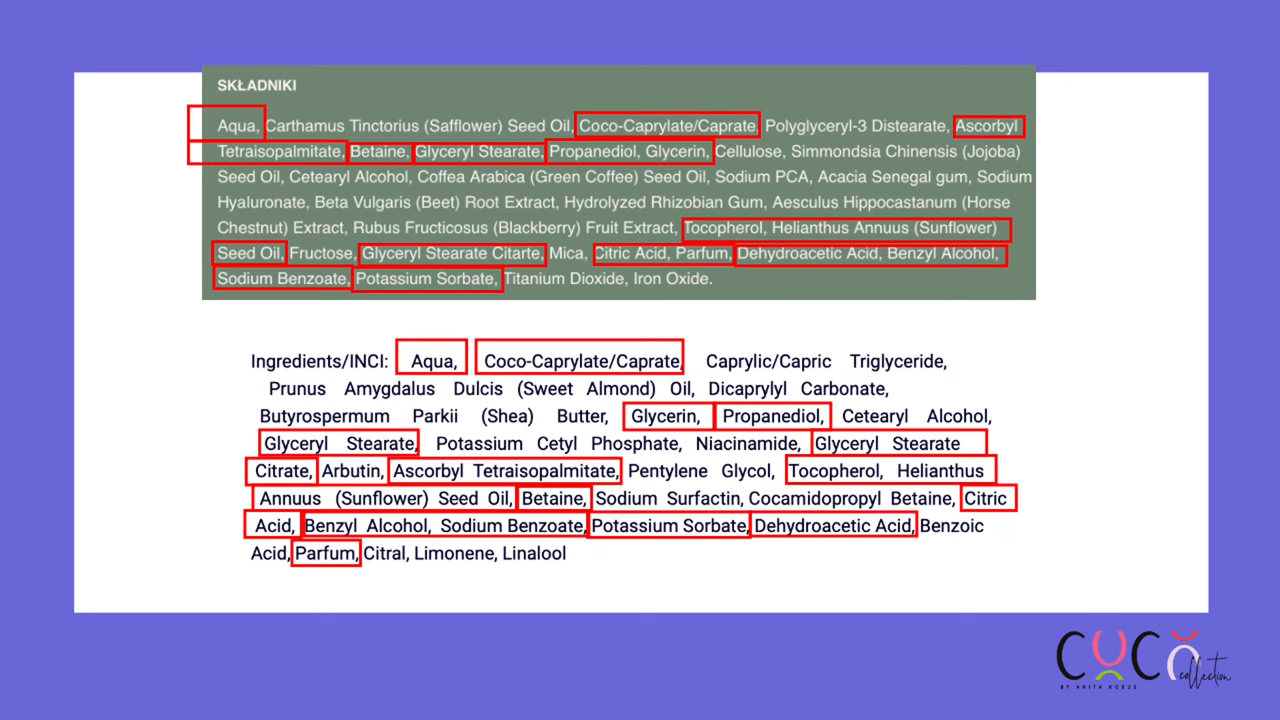 SKŁADNIKI
Aqua, Carthamus Tinctorius (Safflower) Seed Oil, Coco-Caprylate/Caprate, Polyglyceryl-3 Distearate, Ascorbyl
Tetraisopalmitate, Betaine, Glyceryl Stearate, Propanediol, Glycerin, Cellulose, Simmondsia Chinensis (Jojoba)
Seed Oil, Cetearyl Alcohol, Coffea Arabica (Green Coffee) Seed Oil, Sodium PCA, Acacia Senegal gum, Sodium
Hyaluronate, Beta Vulgaris (Beet) Root Extract, Hydrolyzed Rhizobian Gum, Aesculus Hippocastanum (Horse
Chestnut) Extract, Rubus Fructicosus (Blackberry) Fruit Extract, Tocopherol, Helianthus Annuus (Sunflower)
Seed Oil, Fructose, Glyceryl Stearate Citarte, Mica, Citric Acid, Parfum, Dehydroacetic Acid, Benzyl Alcohol,
Sodium Benzoate, Potassium Sorbate, Titanium Dioxide, Iron Oxide.
Ingredients/INCI: Aqua, Coco-Caprylate/Caprate, Caprylic/Capric Triglyceride,
Prunus Amygdalus Dulcis (Sweet Almond) Oil, Dicaprylyl Carbonate,
Butyrospermum Parkii (Shea) Butter, Glycerin, Propanediol, Cetearyl Alcohol,
Glyceryl Stearate, Potassium Cetyl Phosphate, Niacinamide, Glyceryl Stearate
Citrate, Arbutin, Ascorbyl Tetraisopalmitate, Pentylene Glycol, Tocopherol, Helianthus
Annuus (Sunflower) Seed Oil, Betaine, Sodium Surfactin, Cocamidopropyl Betaine, Citric
Acid, Benzyl Alcohol, Sodium Benzoate, Potassium Sorbate, Dehydroacetic Acid, Benzoic
Acid, Parfum, Citral, Limonene, Linalool
CUCO
collection
BY ANITA KOBUS